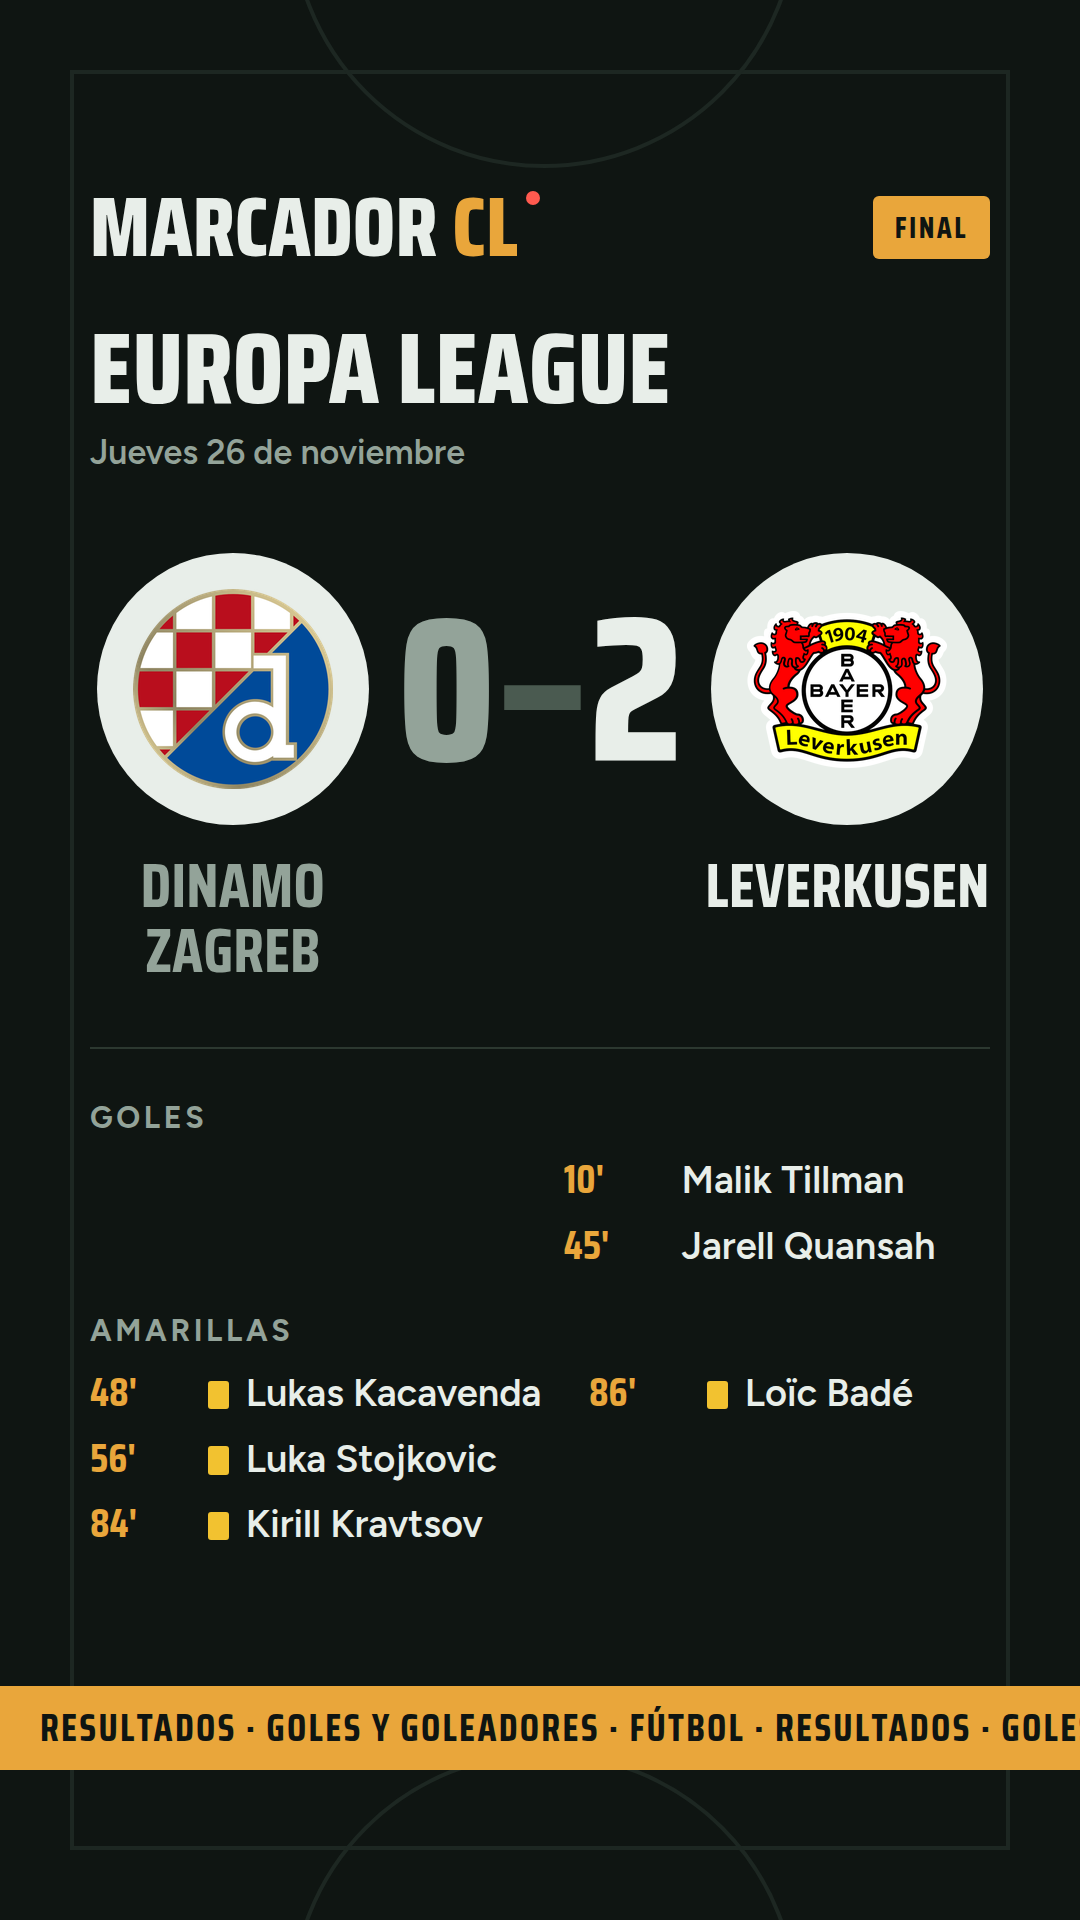 MARCADOR CL
FINAL
EUROPA LEAGUE
Jueves 26 de noviembre
0-2
1904
BAYER
BAYER
Leverkusen
DINAMO
ZAGREB
LEVERKUSEN
GOLES
10' Malik Tillman
45' Jarell Quansah
AMARILLAS
48' Lukas Kacavenda 86' Loïc Badé
56' Luka Stojkovic
84' Kirill Kravtsov
RESULTADOS · GOLES Y GOLEADORES · FÚTBOL · RESULTADOS · GOLES